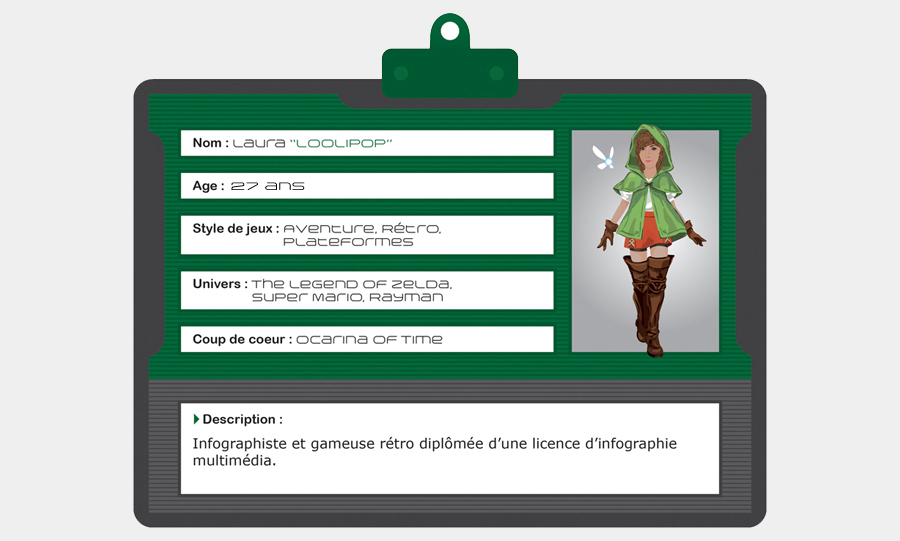 Nom : Laura "LOOLIPOP"
Age : 27 ans
Style de jeux : Aventure, Rétro,
Plateformes
Univers : The Legend of Zelda,
Super Mario, Rayman
Coup de coeur : Ocarina of Time
Description :
Infographiste et gameuse rétro diplômée d’une licence d’infographie
multimédia.